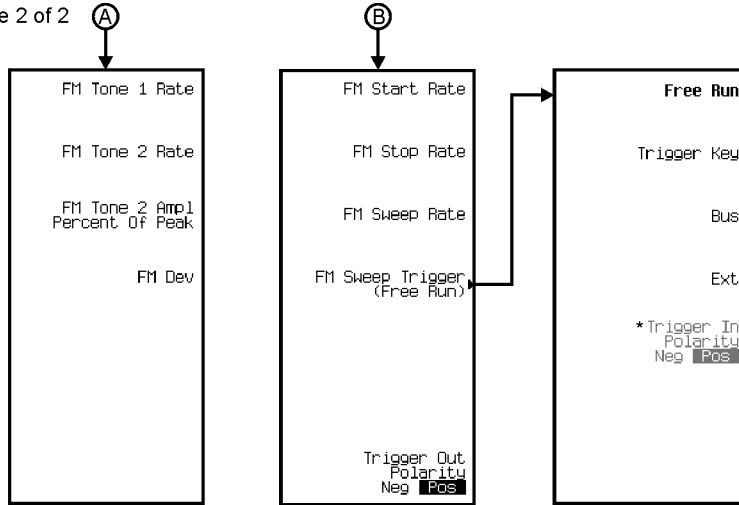 e 2 of 2
A
B
FM Tone 1 Rate
FM Tone 2 Rate
FM Tone 2 Ampl
Percent Of Peak
FM Dev
FM Start Rate
FM Stop Rate
FM Sweep Rate
FM Sweep Trigger
(Free Run)
Trigger Out
Polarity
Neg Pos
Free Run
Trigger Key
Bus
Ext
*Trigger In
Polarity
Neg Pos